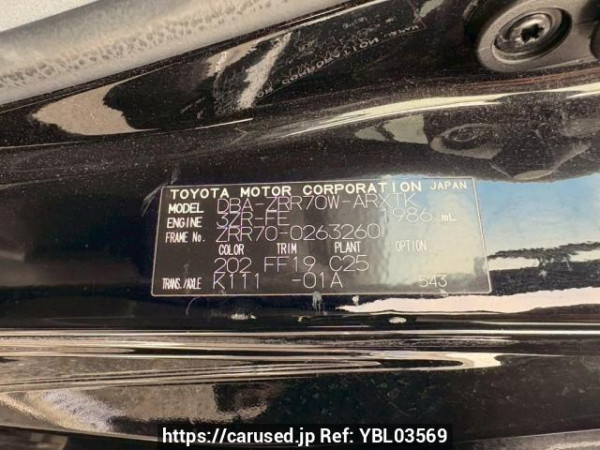 TOYOTA MOTOR CORPORATION JAPAN
MODEL DBA-ZRR70W-ARXTK
ENGINE 3ZR-FE 1986 mL
FRAME No. ZRR70-0263260
COLOR TRIM PLANT OPTION
202 FF19 C25
TRANS./AXLE K111 -01A 543
https://carused.jp Ref: YBL03569